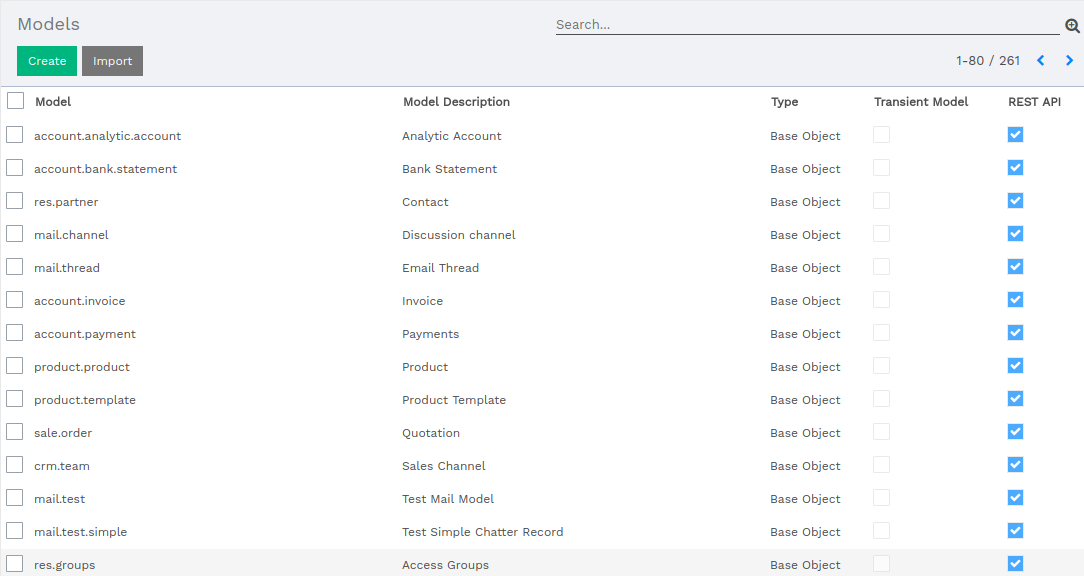 Models
Search...
Create Import
1-80 / 261
Model Model Description Type Transient Model REST API
account.analytic.account Analytic Account Base Object
account.bank.statement Bank Statement Base Object
res.partner Contact Base Object
mail.channel Discussion channel Base Object
mail.thread Email Thread Base Object
account.invoice Invoice Base Object
account.payment Payments Base Object
product.product Product Base Object
product.template Product Template Base Object
sale.order Quotation Base Object
crm.team Sales Channel Base Object
mail.test Test Mail Model Base Object
mail.test.simple Test Simple Chatter Record Base Object
res.groups Access Groups Base Object